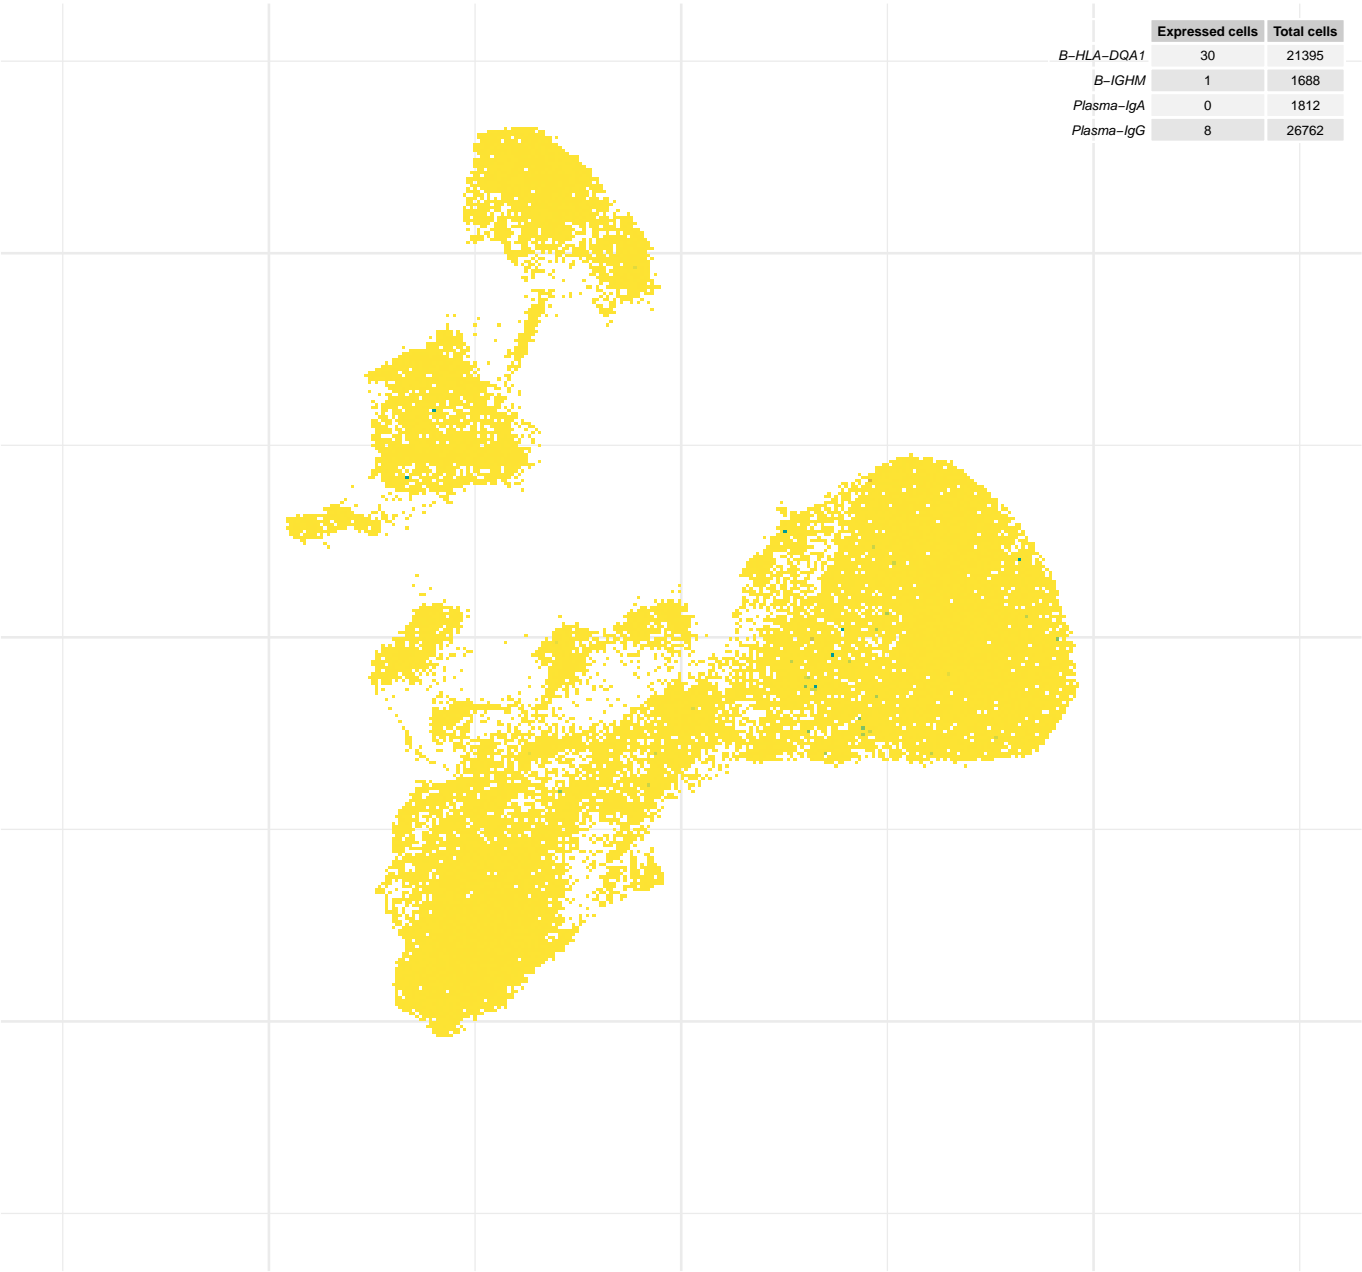 Expressed cells Total cells
B−HLA−DQA1 30 21395
B−IGHM 1 1688
Plasma−IgA 0 1812
Plasma−IgG 8 26762